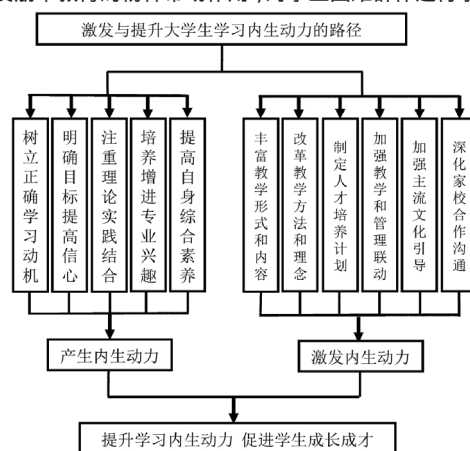 激发与提升大学生学习内生动力的路径
树立正确学习动机
明确目标提高信心
注重理论实践结合
培养增进专业兴趣
提高自身综合素养
丰富教学形式和内容
改革教学方法和理念
制定人才培养计划
加强教学和管理联动
加强主流文化引导
深化家校合作沟通
产生内生动力
激发内生动力
提升学习内生动力 促进学生成长成才